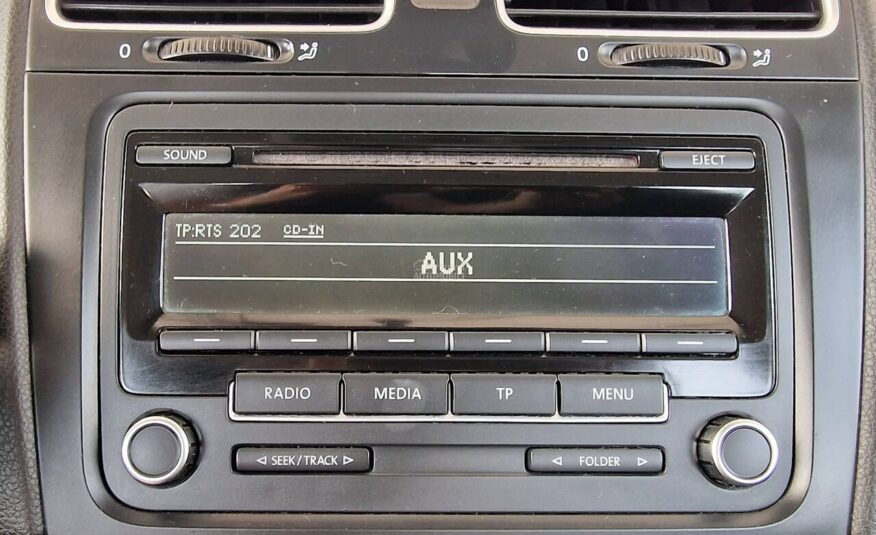 0 0
SOUND EJECT
TP:RTS 202 CD-IN
AUX
RADIO MEDIA TP MENU
SEEK/TRACK FOLDER